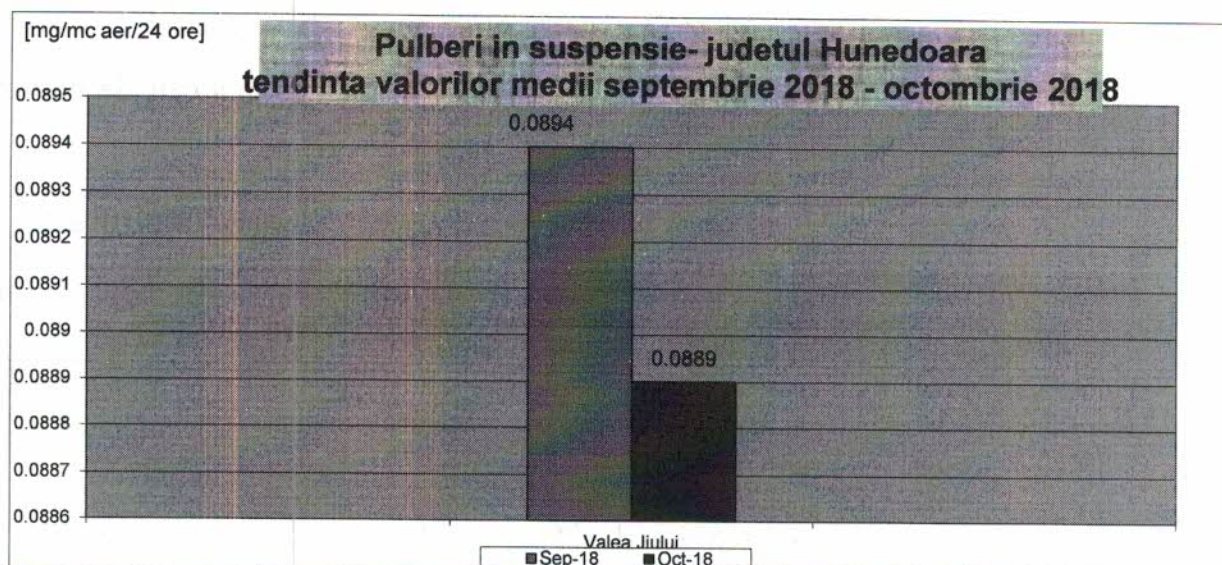 [mg/mc aer/24 ore]
Pulberi in suspensie- judetul Hunedoara
tendinta valorilor medii septembrie 2018 - octombrie 2018
0.0895
0.0894
0.0893
0.0892
0.0891
0.089
0.0889
0.0888
0.0887
0.0886
0.0894
0.0889
Valea Jiului
Sep-18 Oct-18